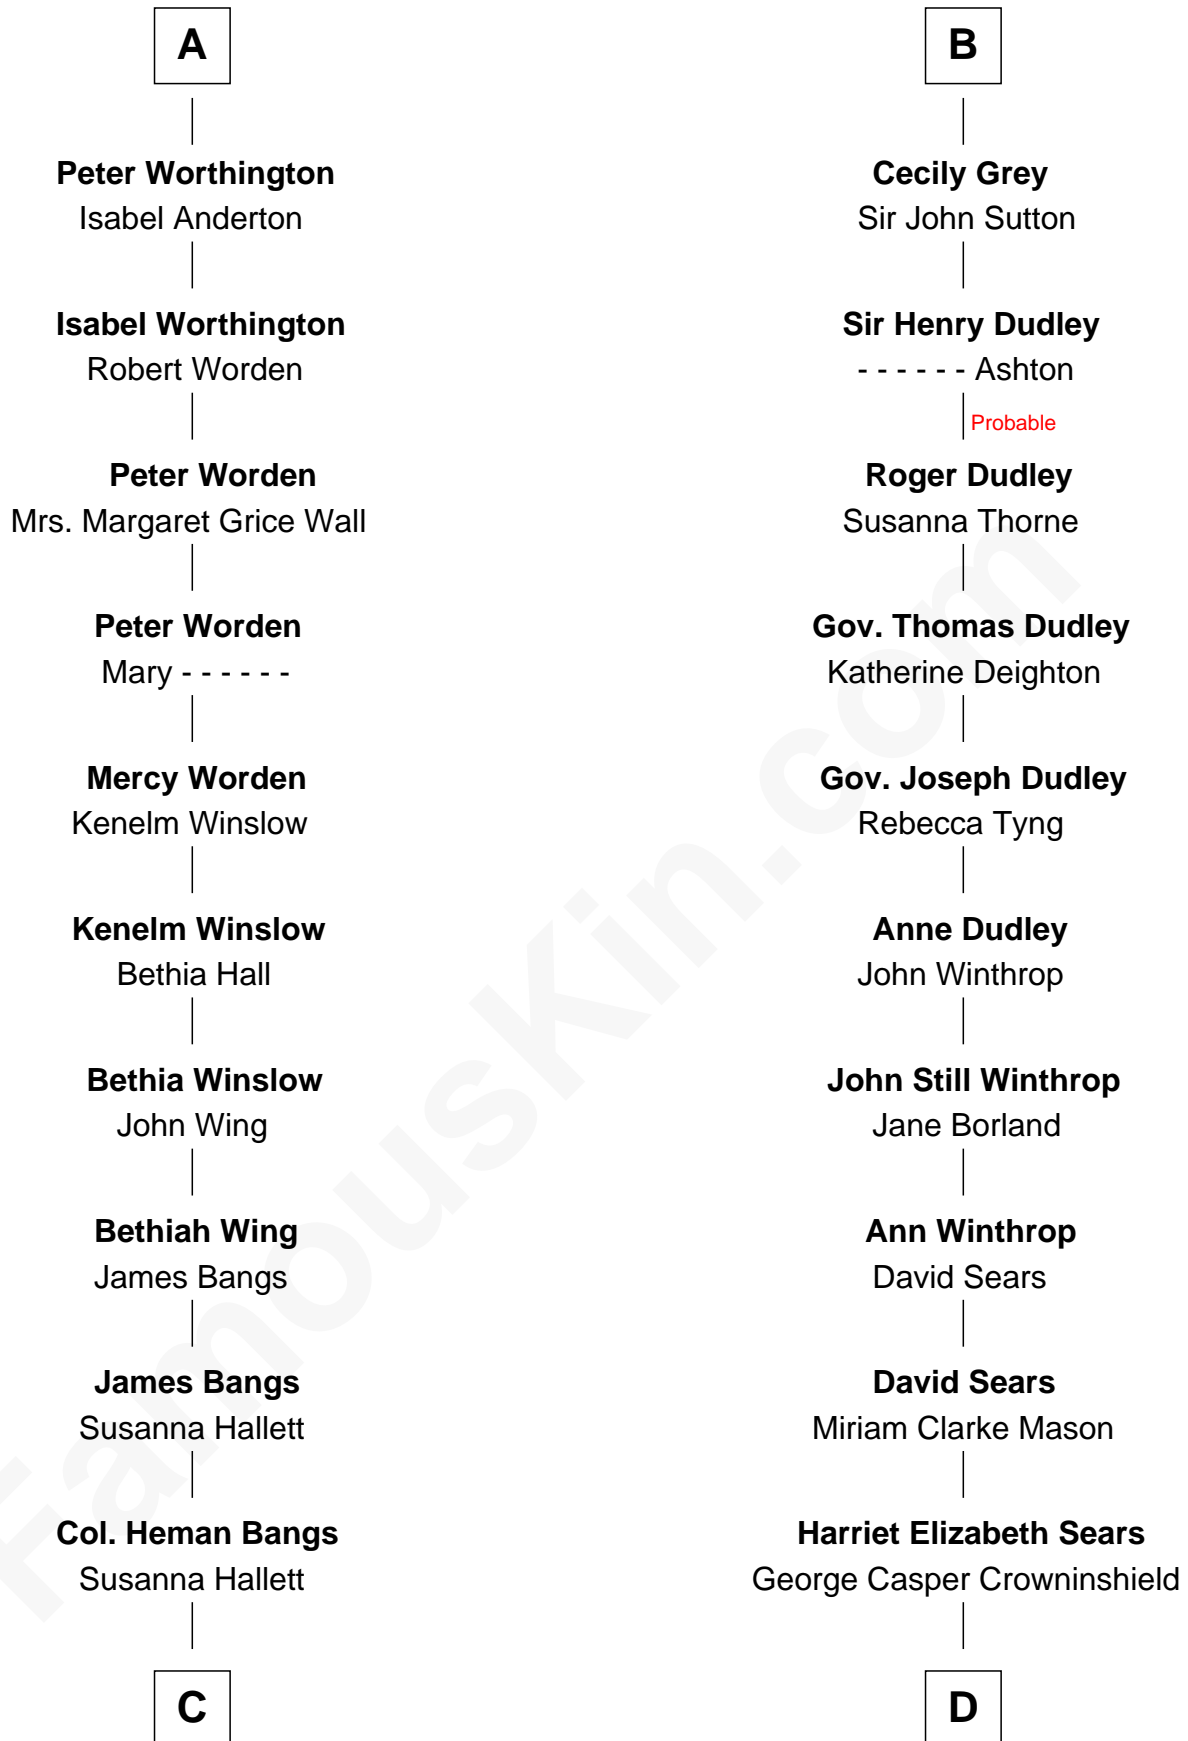 A
B
Peter Worthington
Isabel Anterton
Cecily Grey
Sir John Sutton
Isabel Worthington
Robert Worden
Sir Henry Dudley
- - - - - - Ashton
Probable
Peter Worden
Mrs. Margaret Grice Wall
Roger Dudley
Susanna Thorne
Peter Worden
Mary - - - - - -
Gov. Thomas Dudley
Katherine Deighton
Mercy Worden
Kenelm Winslow
Gov. Joseph Dudley
Rebecca Tyng
Kenelm Winslow
Bethia Hall
Anne Dudley
John Winthrop
Bethia Winslow
John Wing
John Still Winthrop
Jane Borland
Bethiah Wing
James Bangs
Ann Winthrop
David Sears
James Bangs
Susanna Hallett
David Sears
Miriam Clarke Mason
Col. Heman Bangs
Susanna Hallett
Harriet Elizabeth Sears
George Casper Crowninshield
C
D
FamousKin.com